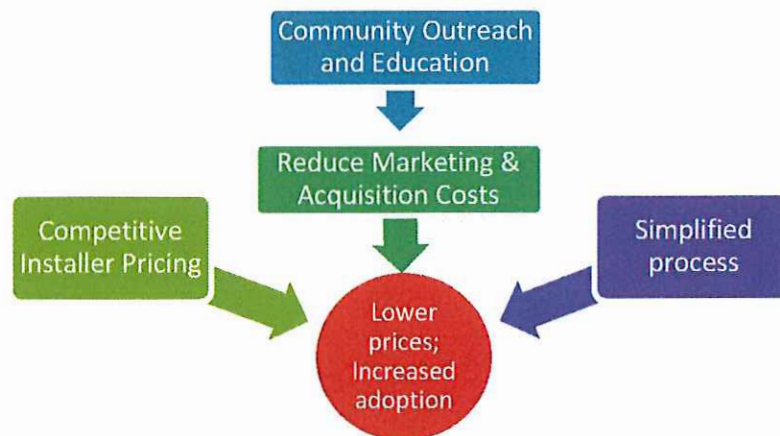 Community Outreach
and Education
Reduce Marketing &
Acquisition Costs
Competitive
Installer Pricing
Simplified
process
Lower
prices;
Increased
adoption